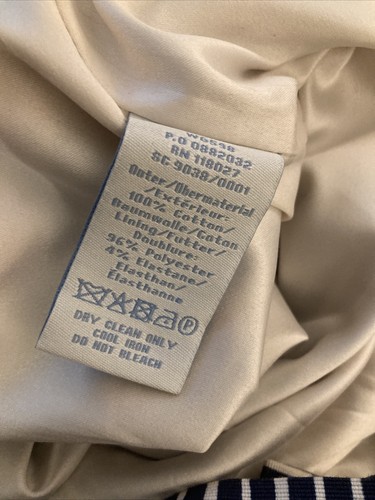 P.O 0882032
RN 118027
SC 9038/0001
Outer/Obermaterial
/Extérieur:
100% Cotton/
Baumwolle/Coton
Lining/Futter/
Doublure:
96% Polyester
4% Elastane/
Elasthan/
Elasthanne
P
DRY CLEAN ONLY
COOL IRON
DO NOT BLEACH